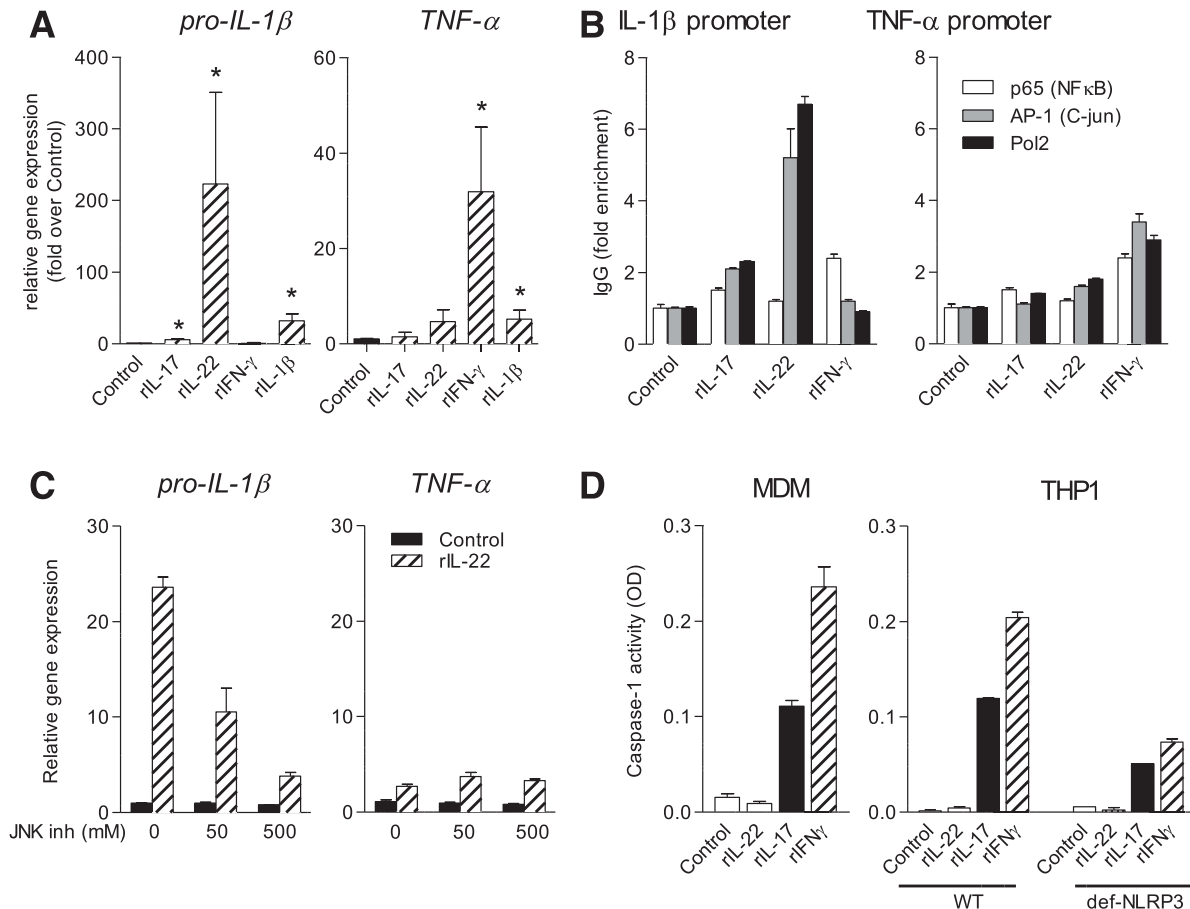 A
pro-IL-1β
TNF-α
relative gene expression
(fold over Control)
400
300
200
100
0
*
*
*
Control
rIL-17
rIL-22
rIFN-γ
rIL-1β
60
40
20
0
*
*
Control
rIL-17
rIL-22
rIFN-γ
rIL-1β
B
IL-1β promoter
TNF-α promoter
IgG (fold enrichment)
8
6
4
2
0
Control
rIL-17
rIL-22
rIFN-γ
8
6
4
2
0
p65 (NFκB)
AP-1 (C-jun)
Pol2
Control
rIL-17
rIL-22
rIFN-γ
C
pro-IL-1β
TNF-α
Relative gene expression
30
20
10
0
JNK inh (mM)
0
50
500
30
20
10
0
Control
rIL-22
0
50
500
D
MDM
THP1
Caspase-1 activity (OD)
0.3
0.2
0.1
0.0
Control
rIL-22
rIL-17
rIFNγ
0.3
0.2
0.1
0.0
Control
rIL-22
rIL-17
rIFNγ
Control
rIL-22
rIL-17
rIFNγ
WT
def-NLRP3